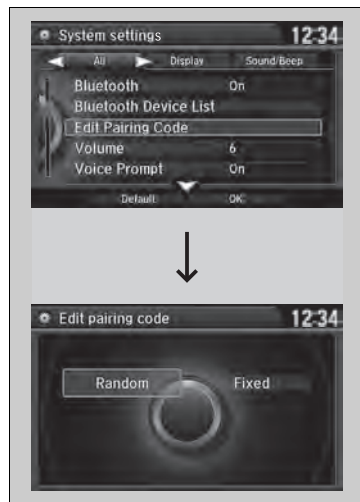 System settings 12:34
All Display Sound/Beep
Bluetooth On
Bluetooth Device List
Edit Pairing Code
Volume 6
Voice Prompt On
Default OK
Edit pairing code 12:34
Random Fixed